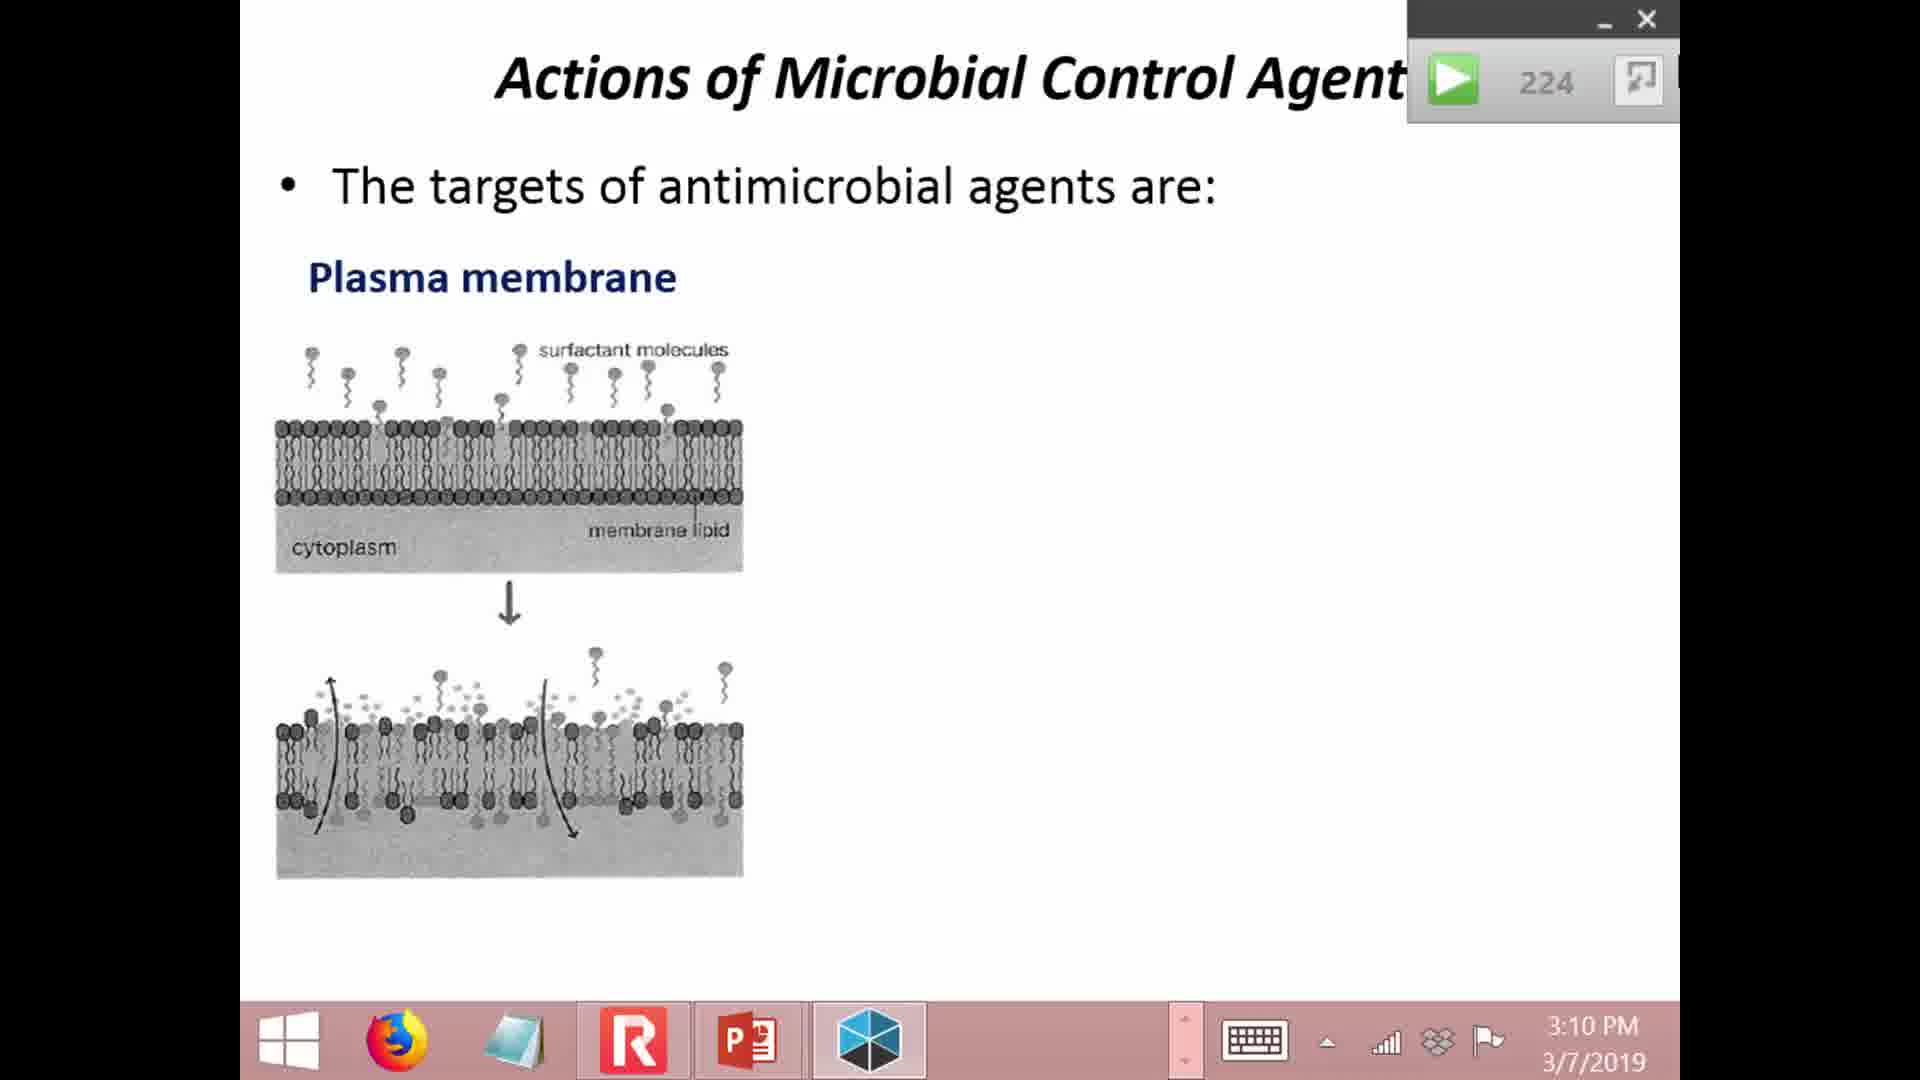 Actions of Microbial Control Agent
224
• The targets of antimicrobial agents are:
Plasma membrane
surfactant molecules
membrane lipid
cytoplasm
3:10 PM
3/7/2019